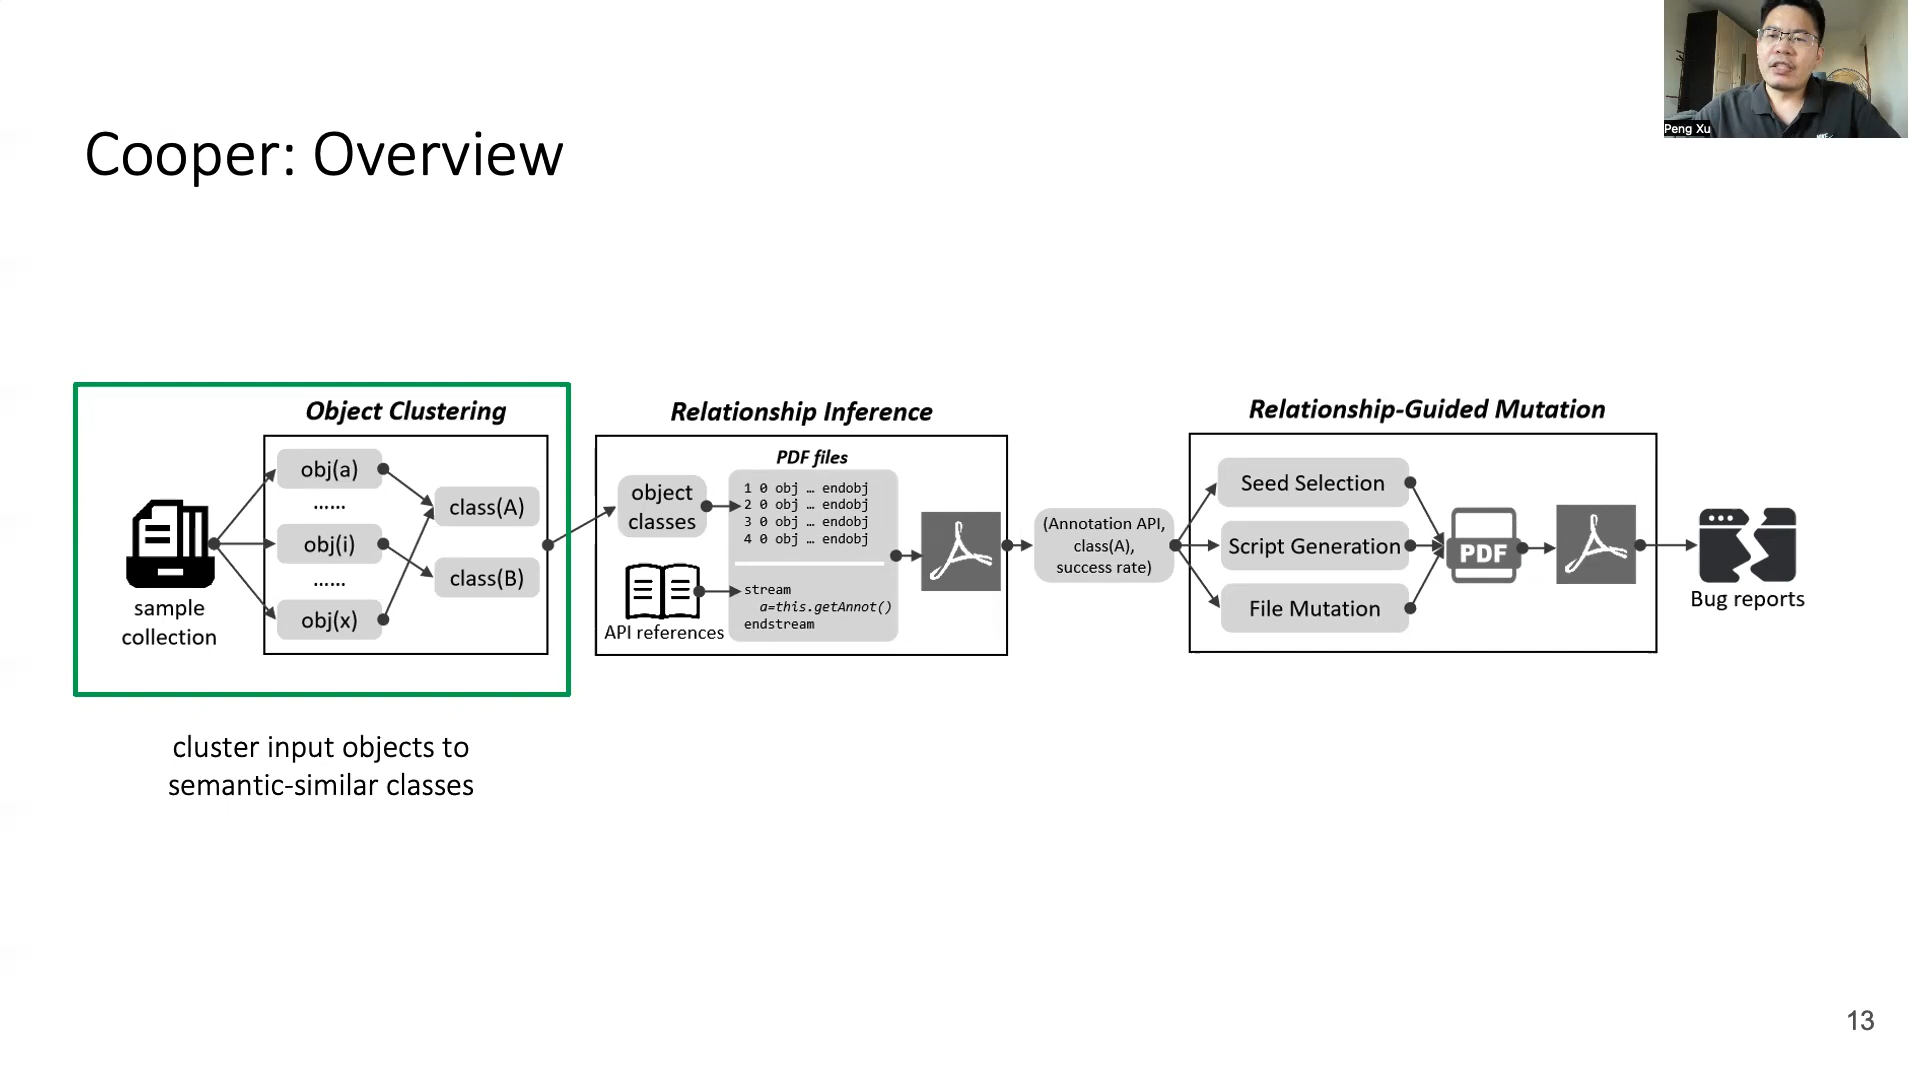 Peng Xu
Cooper: Overview
Object Clustering
obj(a)
......
obj(i)
......
obj(x)
class(A)
class(B)
sample
collection
cluster input objects to
semantic-similar classes
Relationship Inference
PDF files
object
classes
1 0 obj … endobj
2 0 obj … endobj
3 0 obj … endobj
4 0 obj … endobj
stream
a=this.getAnnot()
endstream
API references
(Annotation API,
class(A),
success rate)
Relationship-Guided Mutation
Seed Selection
Script Generation
File Mutation
PDF
Bug reports
13